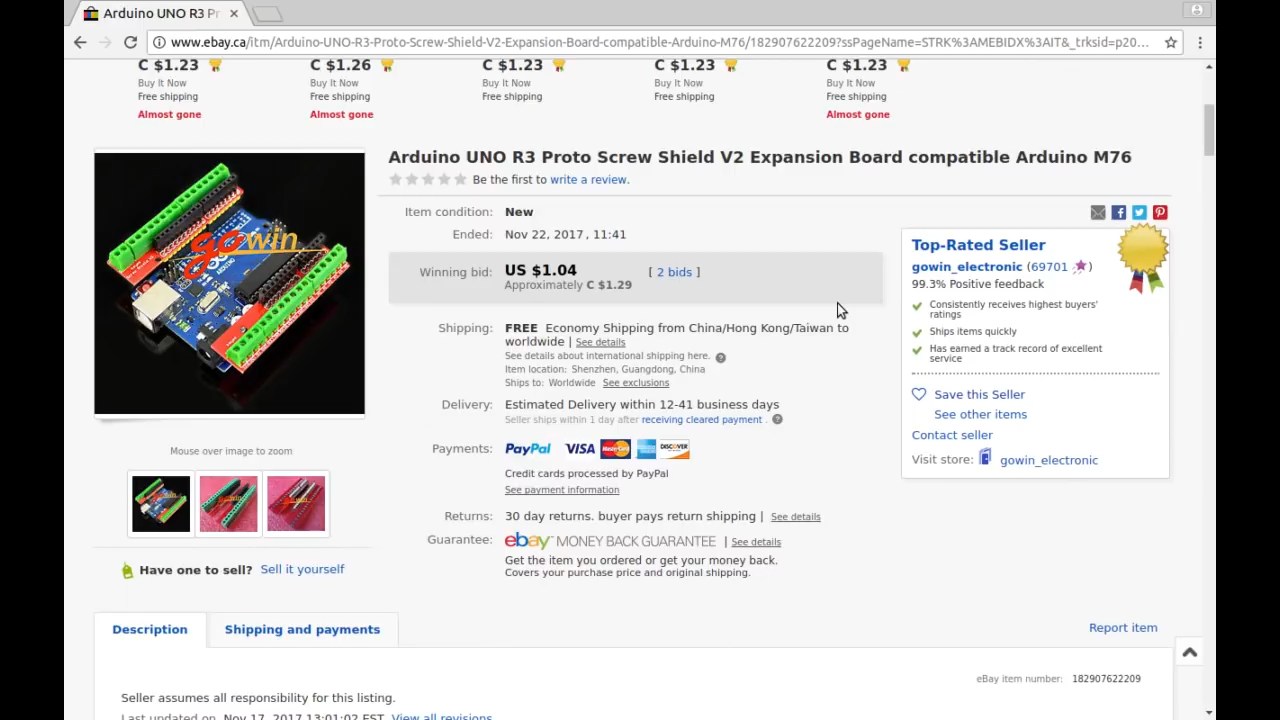 Arduino UNO R3 Pr
www.ebay.ca/itm/Arduino-UNO-R3-Proto-Screw-Shield-V2-Expansion-Board-compatible-Arduino-M76/182907622209?ssPageName=STRK%3AMEBIDX%3AIT&_trksid=p20...
C $1.23 C $1.26 C $1.23 C $1.23 C $1.23
Buy It Now Buy It Now Buy It Now Buy It Now Buy It Now
Free shipping Free shipping Free shipping Free shipping Free shipping
Almost gone Almost gone Almost gone
Arduino UNO R3 Proto Screw Shield V2 Expansion Board compatible Arduino M76
Be the first to write a review.
gowin
Mouse over image to zoom
Have one to sell? Sell it yourself
Item condition: New
Ended: Nov 22, 2017 , 11:41
Winning bid: US $1.04 [ 2 bids ]
Approximately C $1.29
Shipping: FREE Economy Shipping from China/Hong Kong/Taiwan to
worldwide | See details
See details about international shipping here. ?
Item location: Shenzhen, Guangdong, China
Ships to: Worldwide See exclusions
Delivery: Estimated Delivery within 12-41 business days
Seller ships within 1 day after receiving cleared payment . ?
Payments: PayPal VISA MasterCard DISCOVER
Credit cards processed by PayPal
See payment information
Returns: 30 day returns. buyer pays return shipping | See details
Guarantee: ebay MONEY BACK GUARANTEE | See details
Get the item you ordered or get your money back.
Covers your purchase price and original shipping.
Top-Rated Seller
gowin_electronic (69701 )
99.3% Positive feedback
Consistently receives highest buyers'
ratings
Ships items quickly
Has earned a track record of excellent
service
Save this Seller
See other items
Contact seller
Visit store: gowin_electronic
Description Shipping and payments Report item
eBay item number: 182907622209
Seller assumes all responsibility for this listing.
Last updated on Nov 17, 2017 13:01:02 EST View all revisions